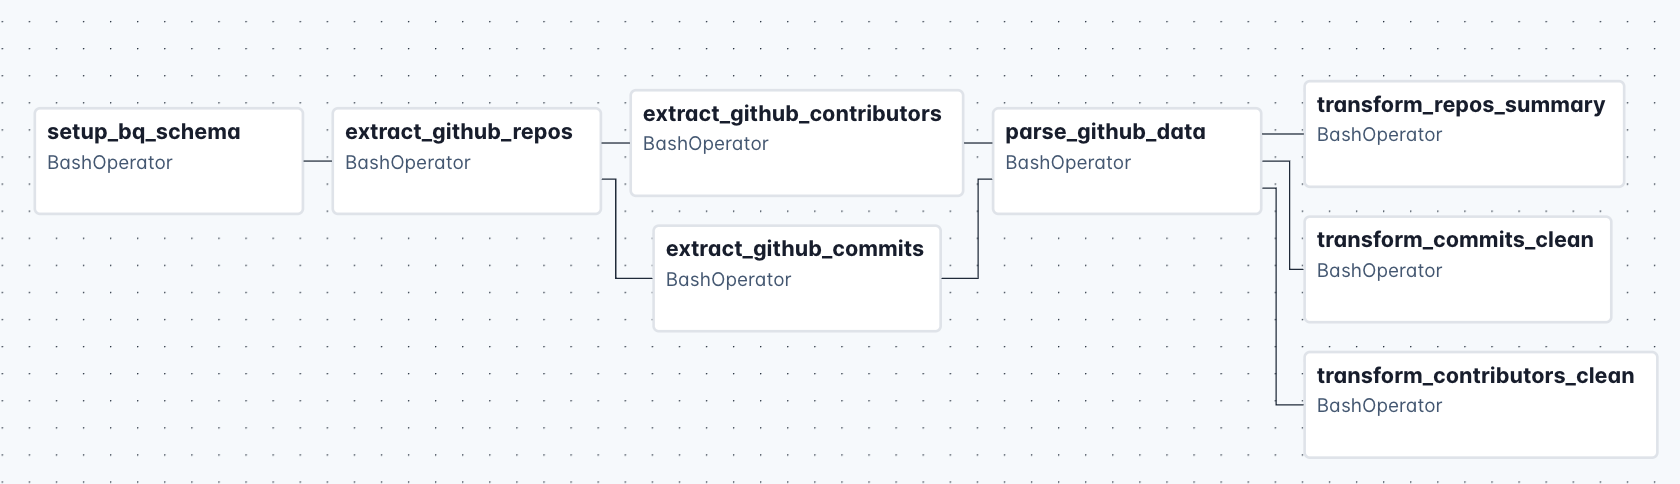 setup_bq_schema
BashOperator
extract_github_repos
BashOperator
extract_github_contributors
BashOperator
extract_github_commits
BashOperator
parse_github_data
BashOperator
transform_repos_summary
BashOperator
transform_commits_clean
BashOperator
transform_contributors_clean
BashOperator